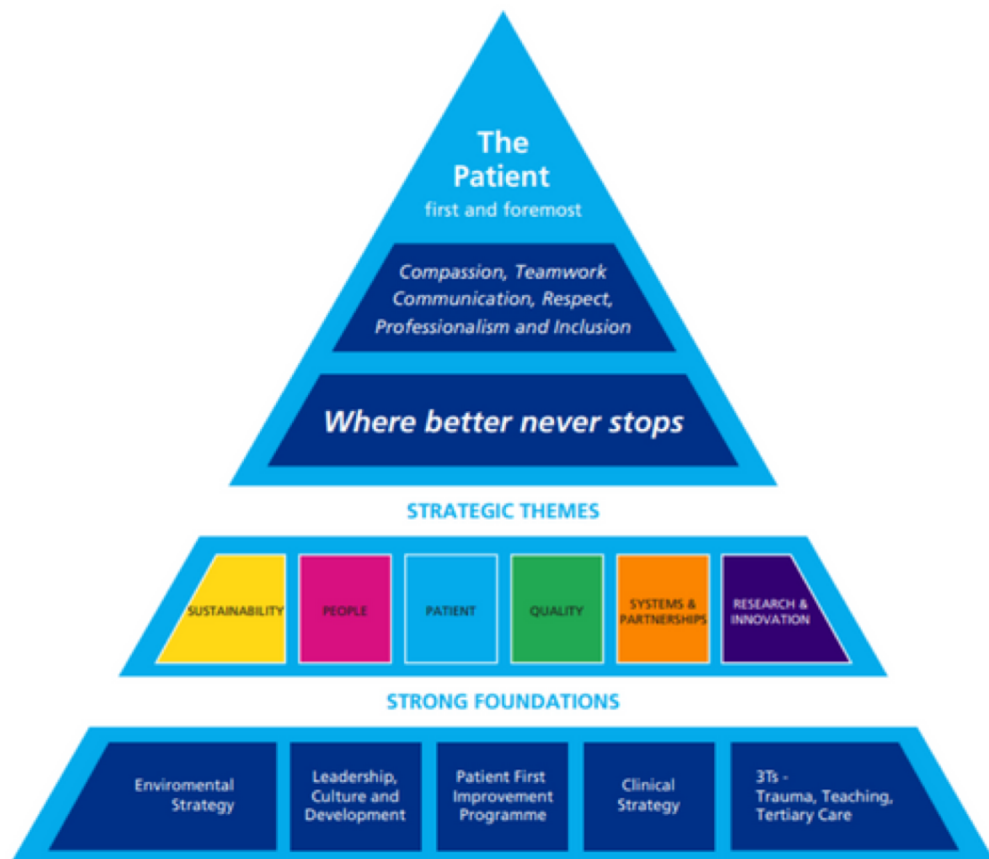 The
Patient
first and foremost
Compassion, Teamwork
Communication, Respect,
Professionalism and Inclusion
Where better never stops
STRATEGIC THEMES
SUSTAINABILITY
PEOPLE
PATIENT
QUALITY
SYSTEMS &
PARTNERSHIPS
RESEARCH &
INNOVATION
STRONG FOUNDATIONS
Enviromental
Strategy
Leadership,
Culture and
Development
Patient First
Improvement
Programme
Clinical
Strategy
3Ts -
Trauma, Teaching,
Tertiary Care